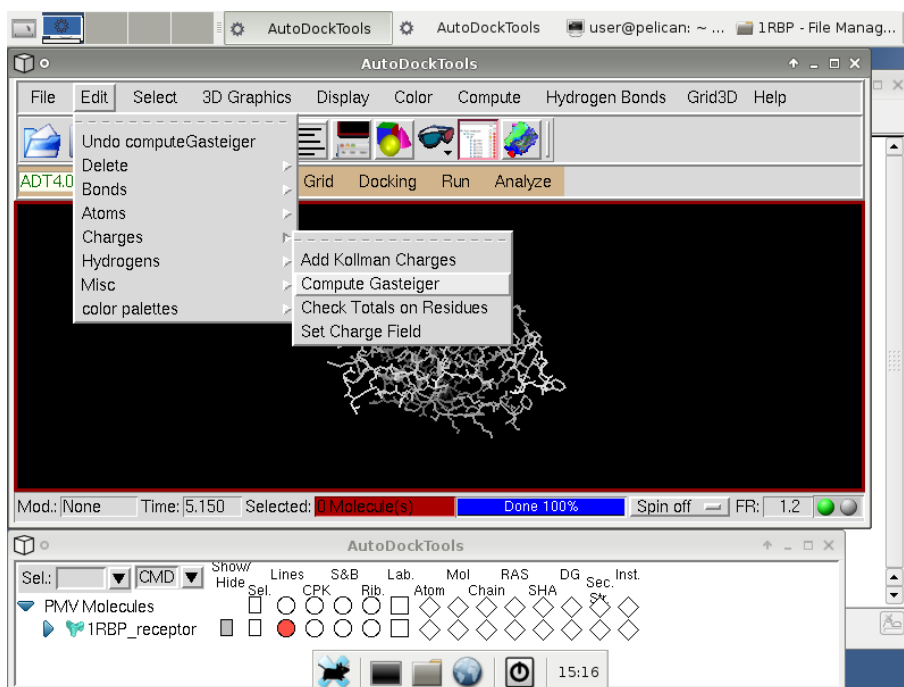 AutoDockTools AutoDockTools user@pelican: ~ ... 1RBP - File Manag...
AutoDockTools
File Edit Select 3D Graphics Display Color Compute Hydrogen Bonds Grid3D Help
Undo computeGasteiger
Delete
ADT4.0 Grid Docking Run Analyze
Bonds
Atoms
Charges
Hydrogens
Misc
color palettes
Add Kollman Charges
Compute Gasteiger
Check Totals on Residues
Set Charge Field
Mod.: None Time: 5.150 Selected: 0 Molecule(s) Done 100% Spin off FR: 1.2
AutoDockTools
Sel.: CMD Show/ Hide Sel. Lines CPK S&B Rib. Lab. Atom Mol Chain RAS SHA DG Sec. Str. Inst.
PMV Molecules
1RBP_receptor
15:16